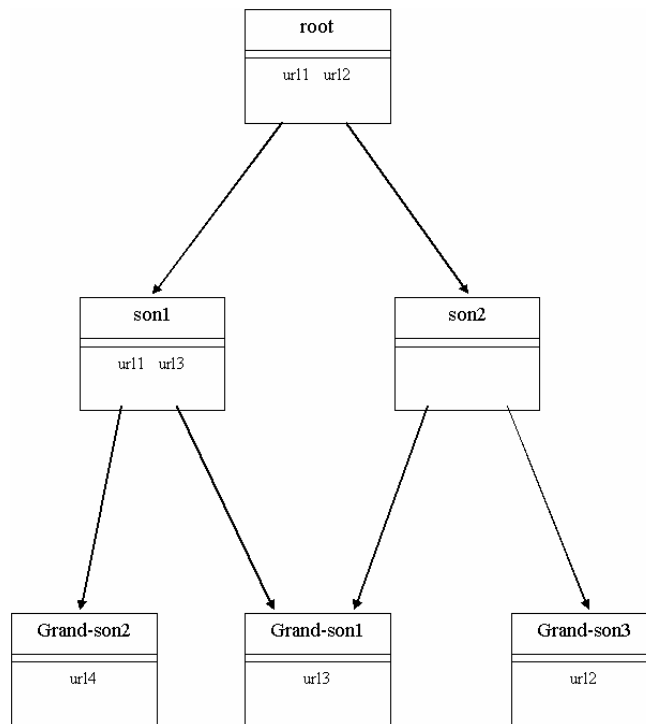 root
url1 url2
son1
son2
url1 url3
Grand-son2
Grand-son1
Grand-son3
url4
url3
url2